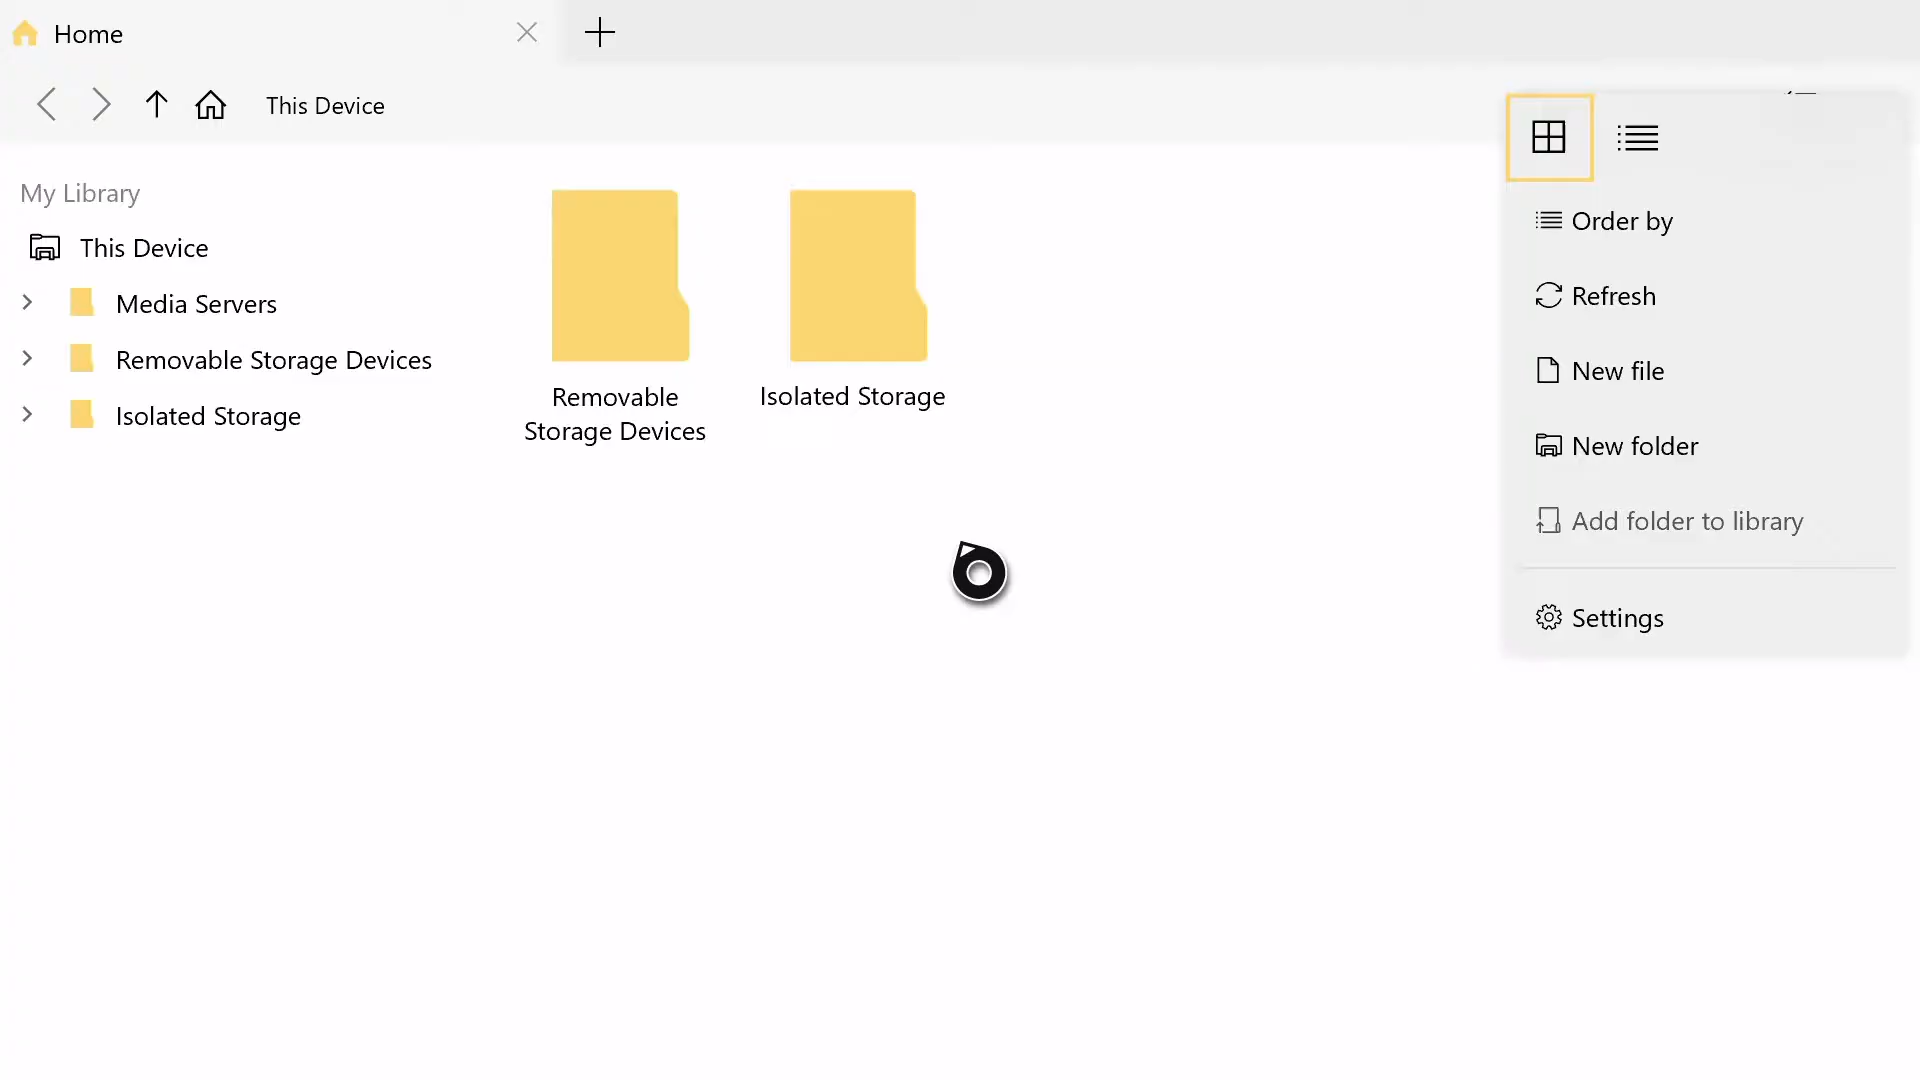 Home
This Device
My Library
This Device
Media Servers
Removable Storage Devices
Isolated Storage
Removable
Storage Devices
Isolated Storage
Order by
Refresh
New file
New folder
Add folder to library
Settings